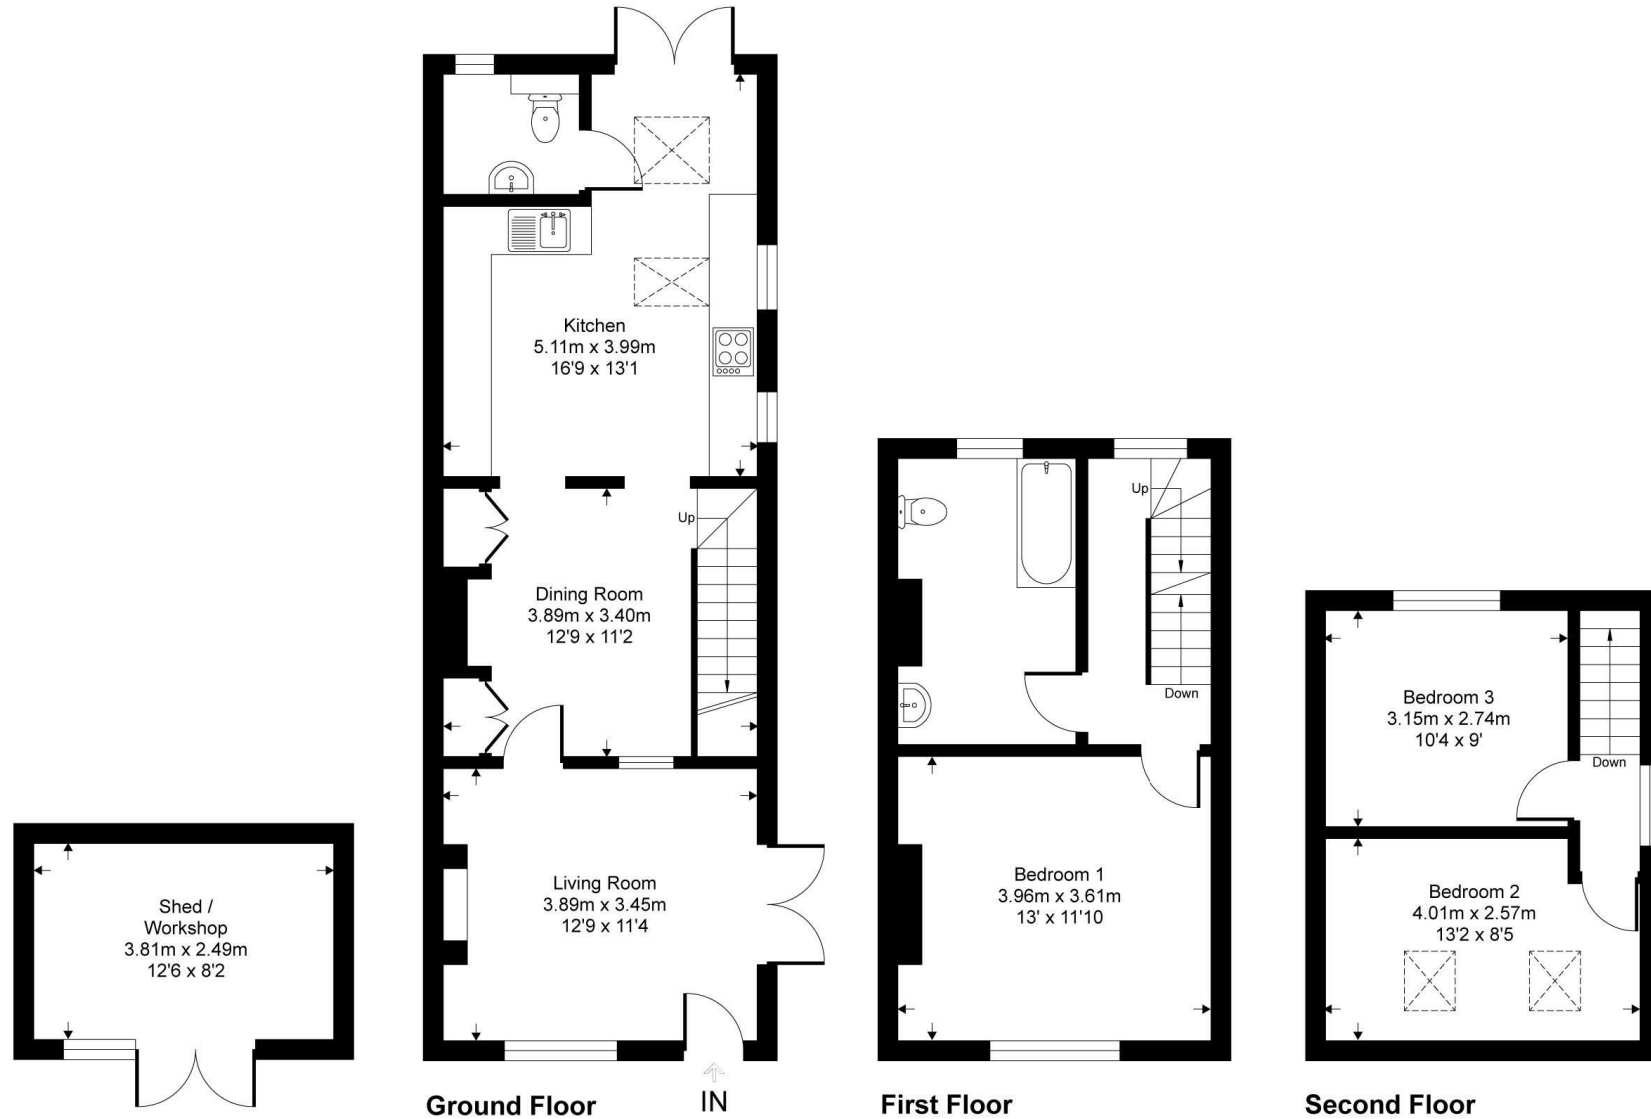 Kitchen
5.11m x 3.99m
16'9 x 13'1
Up
Dining Room
3.89m x 3.40m
12'9 x 11'2
Living Room
3.89m x 3.45m
12'9 x 11'4
Shed /
Workshop
3.81m x 2.49m
12'6 x 8'2
Ground Floor
IN
Up
Down
Bedroom 1
3.96m x 3.61m
13' x 11'10
First Floor
Bedroom 3
3.15m x 2.74m
10'4 x 9'
Down
Bedroom 2
4.01m x 2.57m
13'2 x 8'5
Second Floor